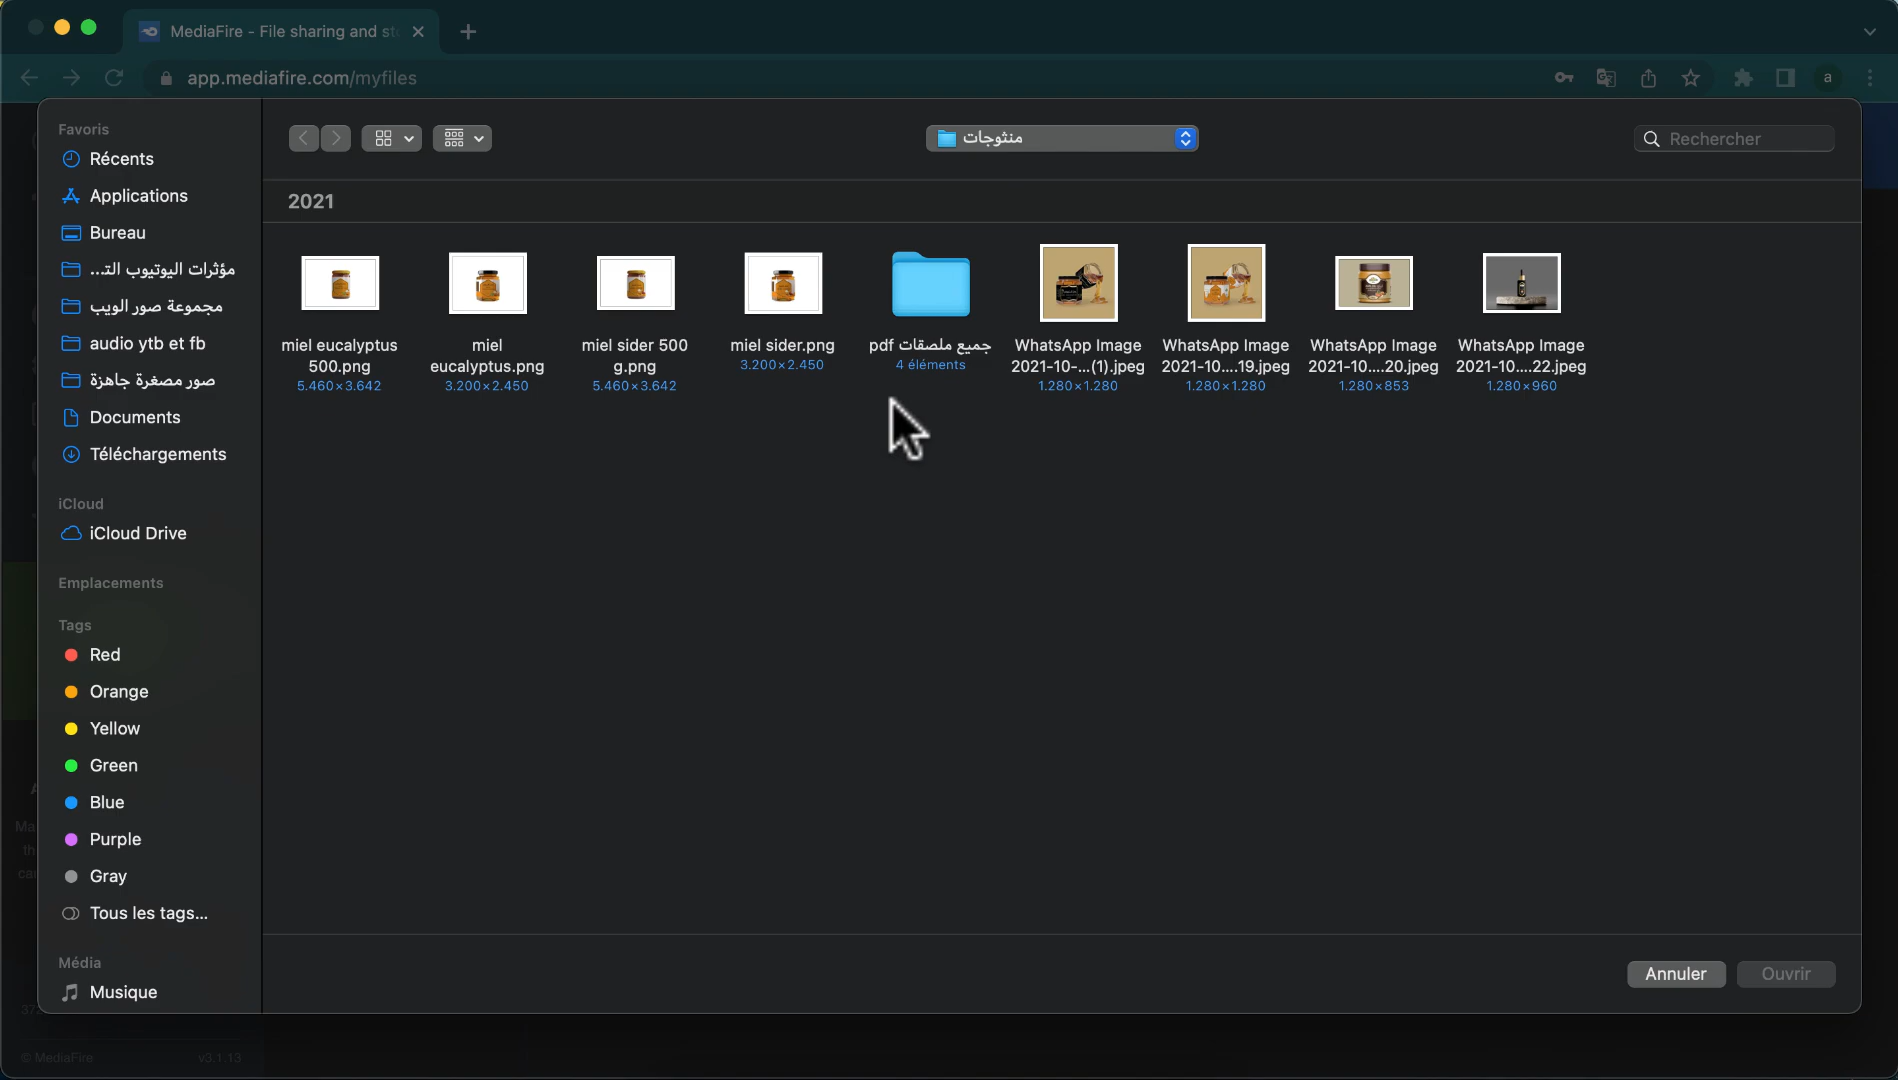 MediaFire - File sharing and st
app.mediafire.com/myfiles
a
Favoris
Récents
Applications
Bureau
مؤثرات اليوتيوب التـ...
مجموعة صور الويب
audio ytb et fb
صور مصغرة جاهزة
Documents
Téléchargements
iCloud
iCloud Drive
Emplacements
Tags
Red
Orange
Yellow
Green
Blue
Purple
Gray
Tous les tags...
Média
Musique
منثوجات
Rechercher
2021
miel eucalyptus
500.png
5.460×3.642
miel
eucalyptus.png
3.200×2.450
miel sider 500
g.png
5.460×3.642
miel sider.png
3.200×2.450
جميع ملصقات pdf
4 éléments
WhatsApp Image
2021-10-...(1).jpeg
1.280×1.280
WhatsApp Image
2021-10....19.jpeg
1.280×1.280
WhatsApp Image
2021-10....20.jpeg
1.280×853
WhatsApp Image
2021-10....22.jpeg
1.280×960
Annuler
Ouvrir
© MediaFire
v3.1.13